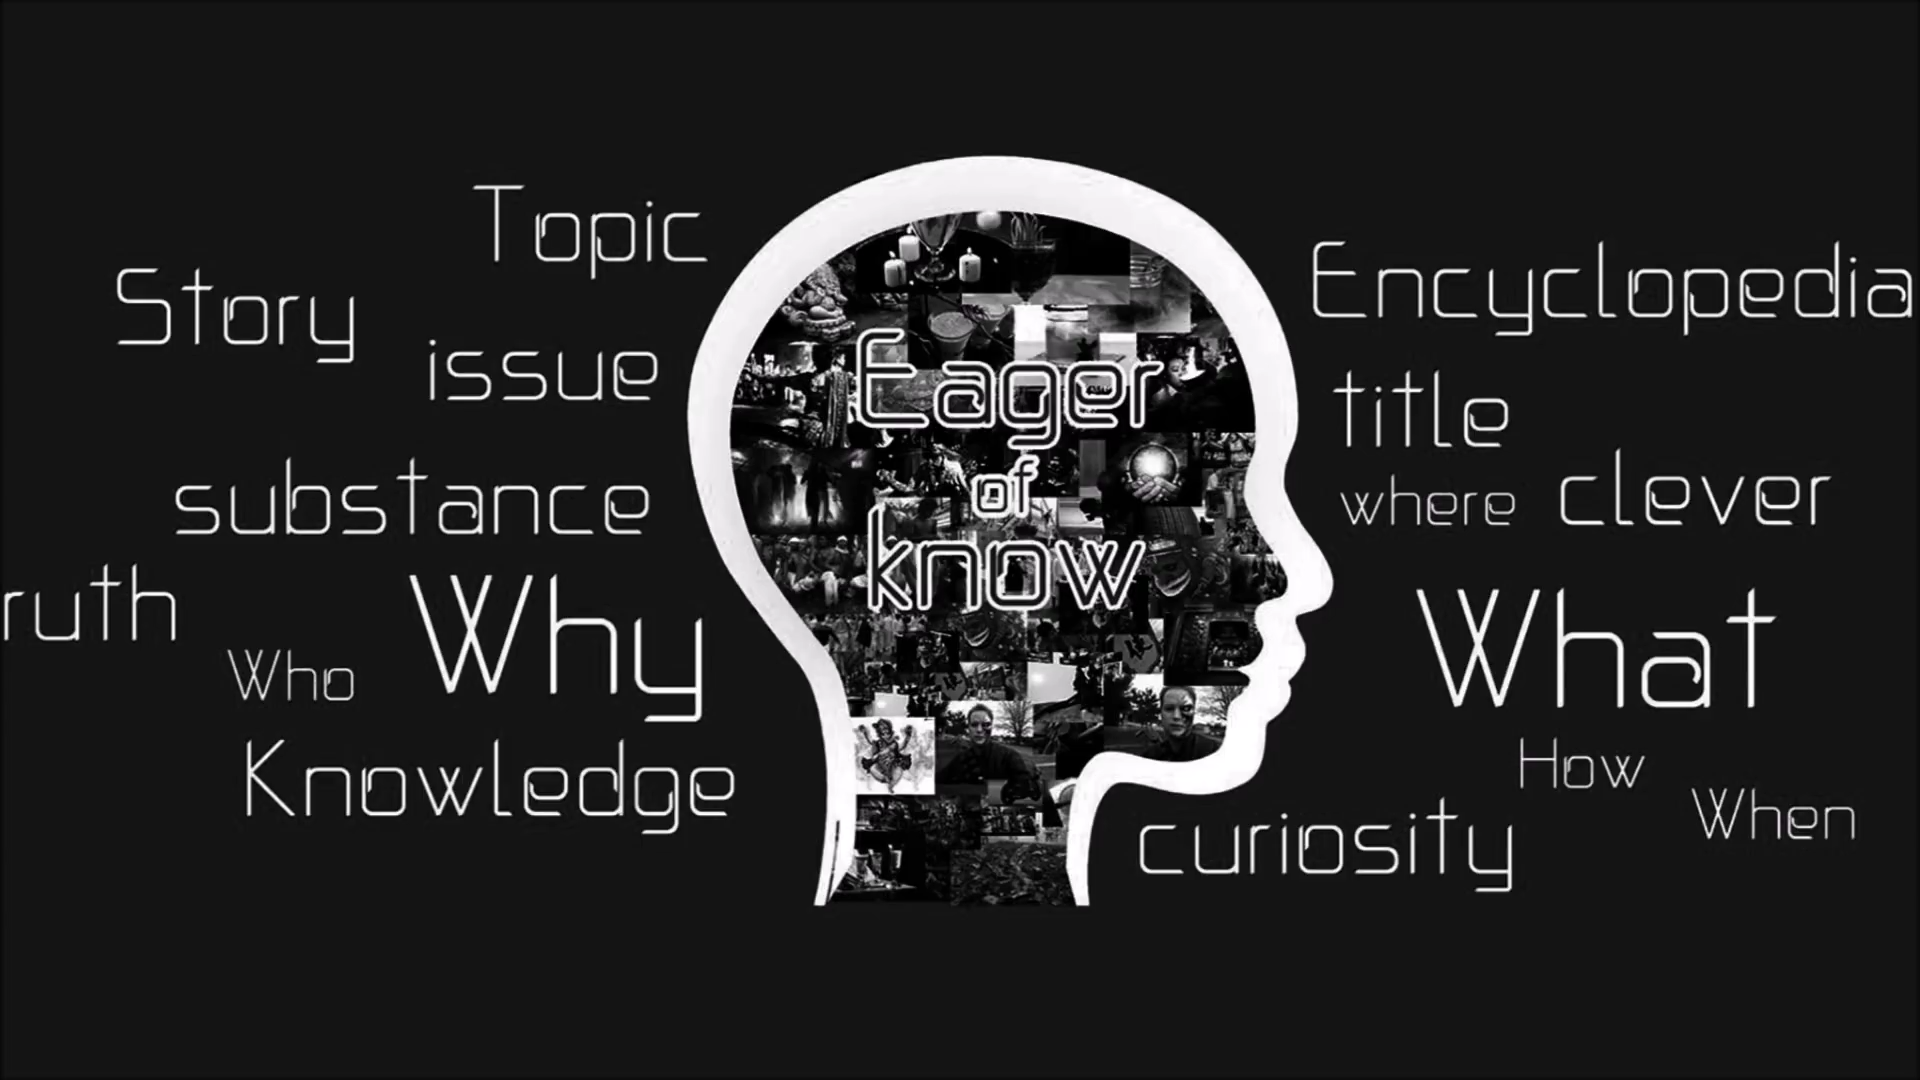 Topic
Story
issue
substance
ruth
Why
Who
Knowledge
Eager
of
know
Encyclopedia
title
where clever
What
How
When
curiosity